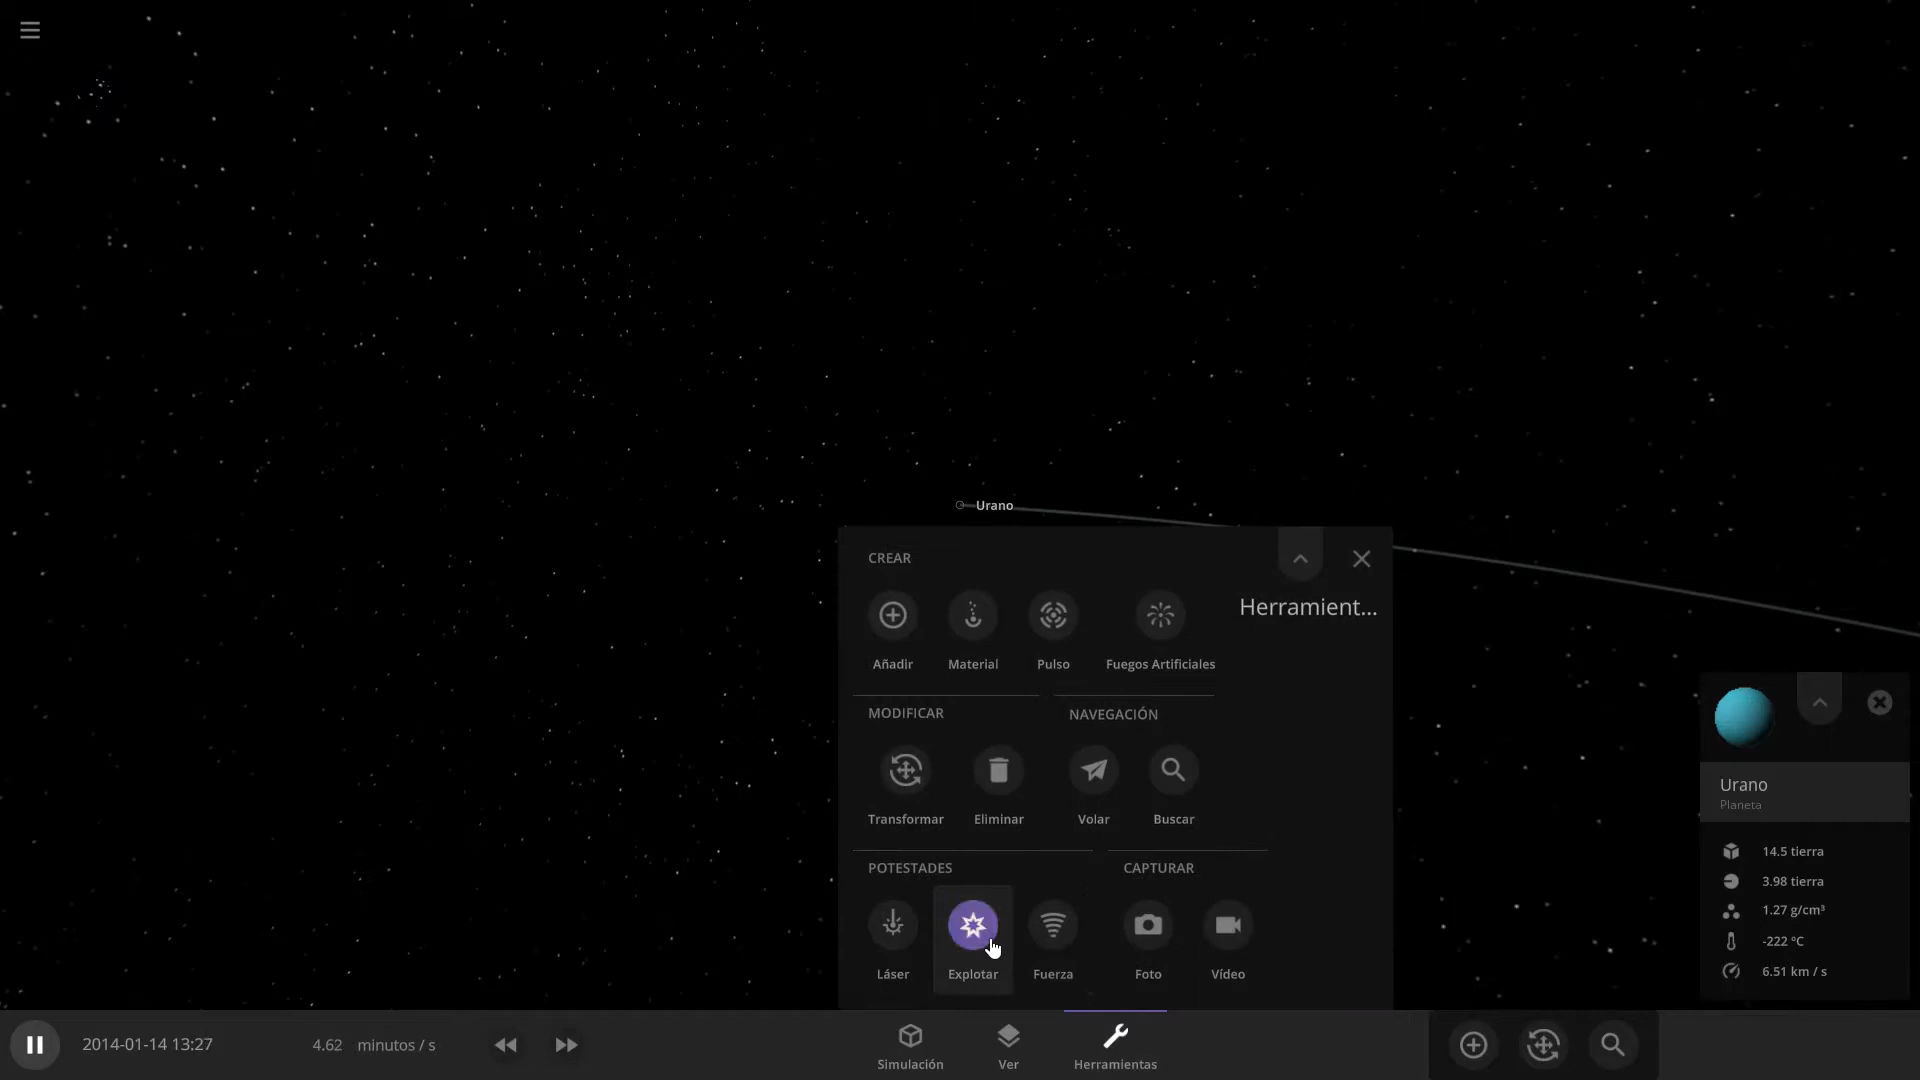 Urano
CREAR
Herramient...
Añadir
Material
Pulso
Fuegos Artificiales
MODIFICAR
NAVEGACIÓN
Transformar
Eliminar
Volar
Buscar
POTESTADES
CAPTURAR
Láser
Explotar
Fuerza
Foto
Vídeo
Urano
Planeta
14.5 tierra
3.98 tierra
1.27 g/cm³
-222 °C
6.51 km / s
2014-01-14 13:27
4.62 minutos / s
Simulación
Ver
Herramientas